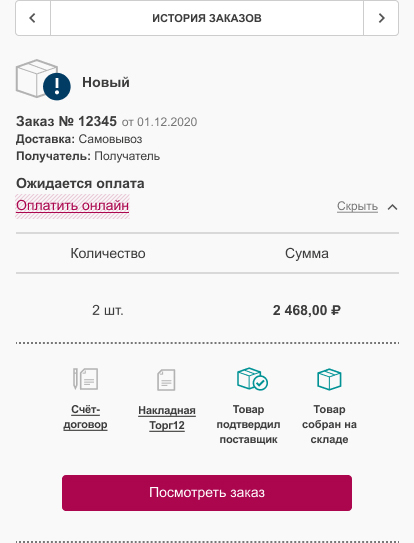 ИСТОРИЯ ЗАКАЗОВ
Новый
Заказ № 12345 от 01.12.2020
Доставка: Самовывоз
Получатель: Получатель
Ожидается оплата
Оплатить онлайн Скрыть
Количество Сумма
2 шт. 2 468,00 ₽
Счёт-
договор
Накладная
Торг12
Товар
подтвердил
поставщик
Товар
собран на
складе
Посмотреть заказ